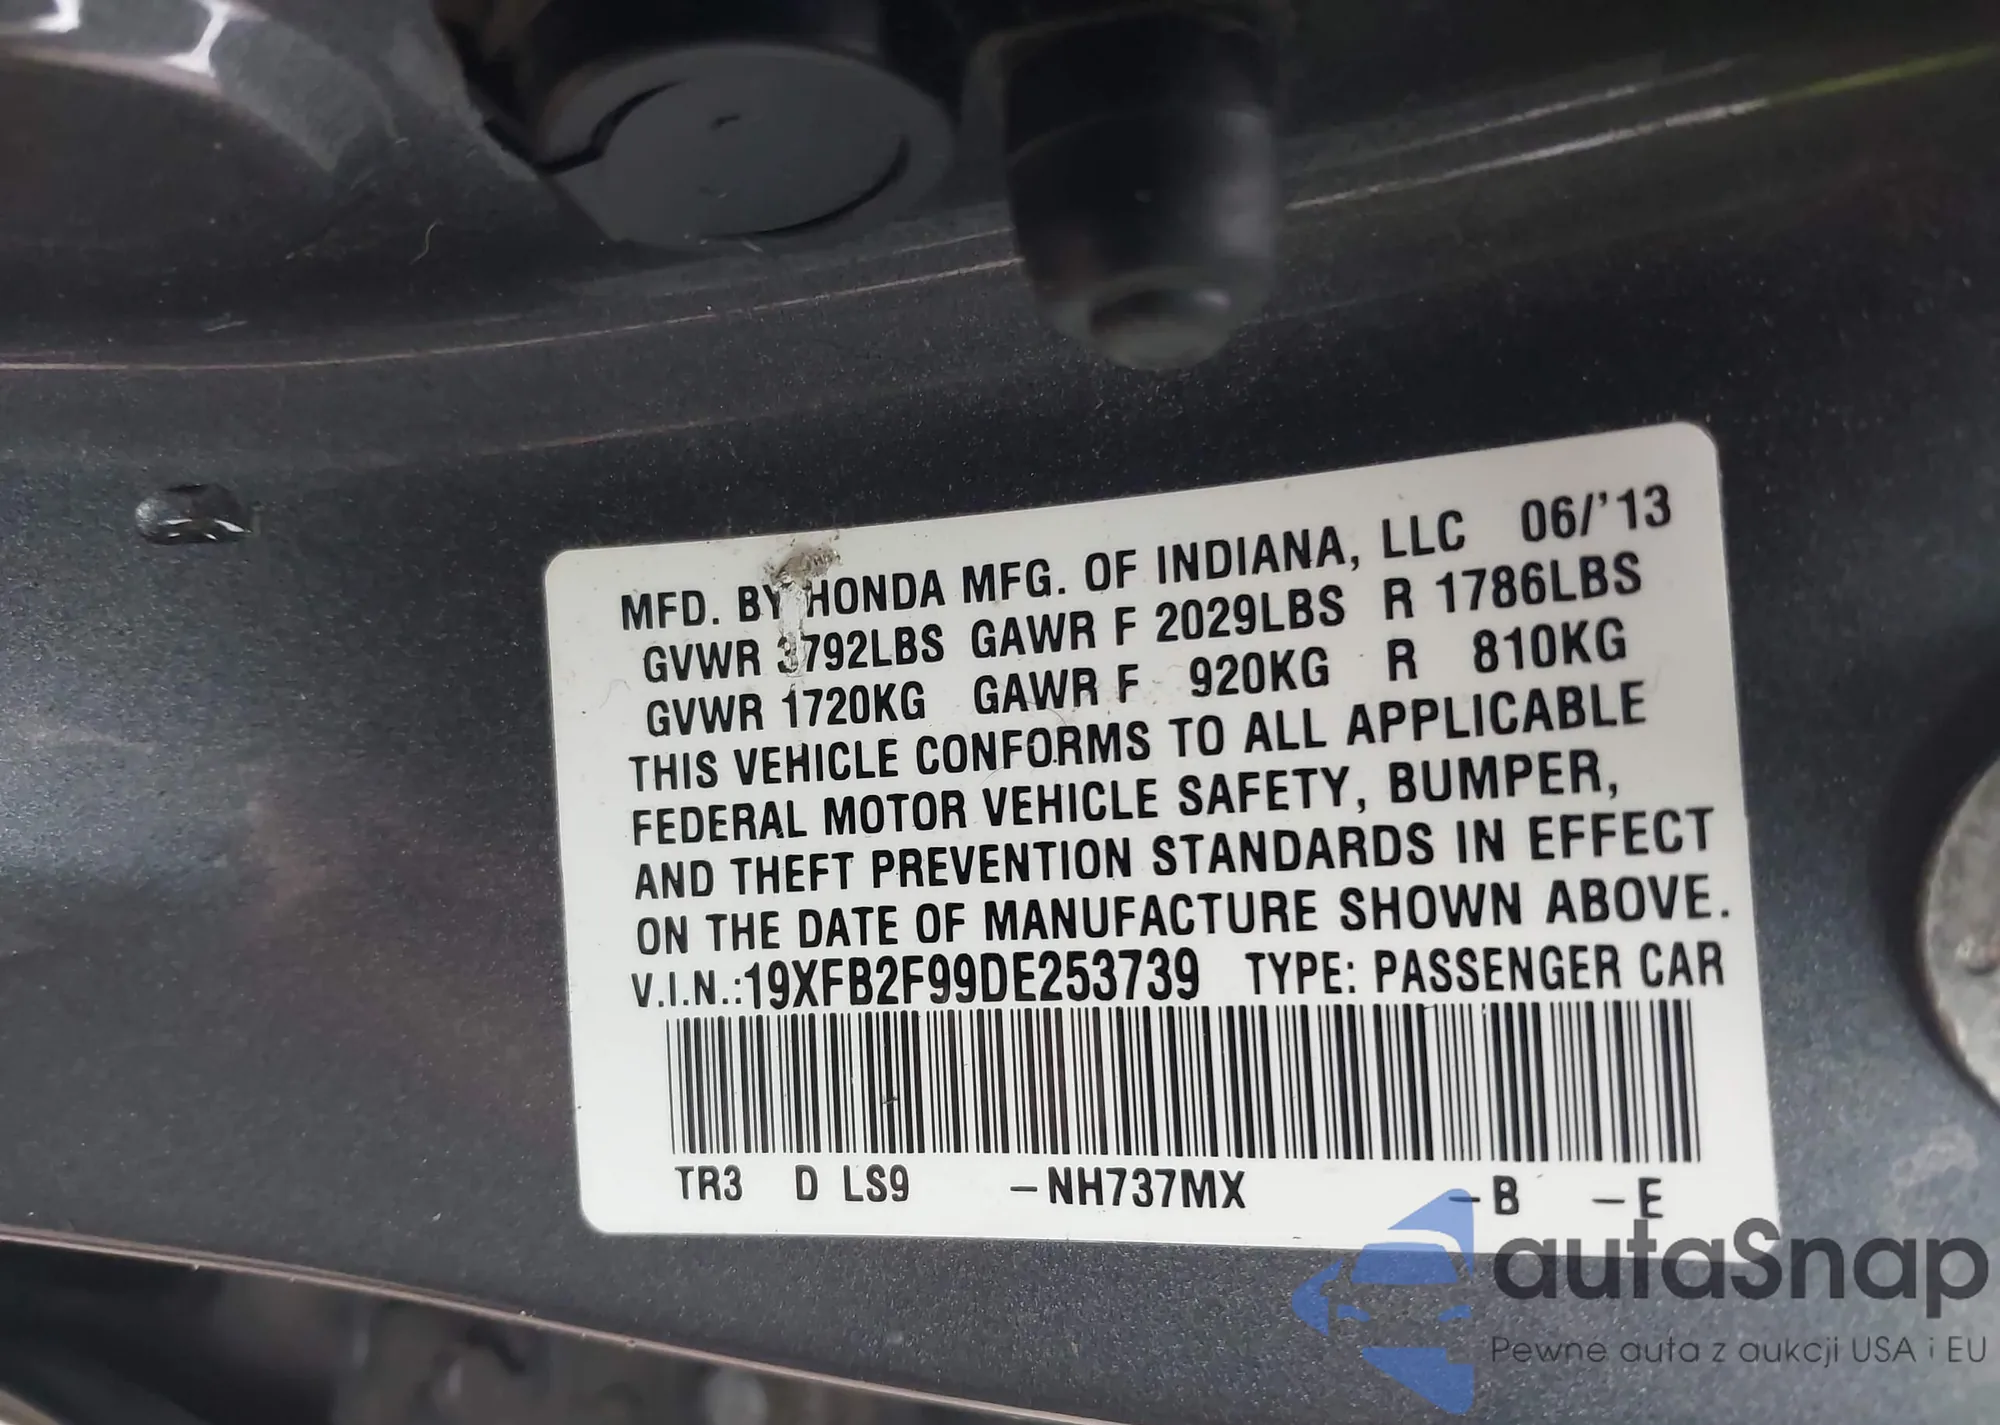 MFD. BY HONDA MFG. OF INDIANA, LLC 06/'13
GVWR 3792LBS GAWR F 2029LBS R 1786LBS
GVWR 1720KG GAWR F 920KG R 810KG
THIS VEHICLE CONFORMS TO ALL APPLICABLE
FEDERAL MOTOR VEHICLE SAFETY, BUMPER,
AND THEFT PREVENTION STANDARDS IN EFFECT
ON THE DATE OF MANUFACTURE SHOWN ABOVE.
V.I.N.:19XFB2F99DE253739 TYPE: PASSENGER CAR
TR3 D LS9 –NH737MX –B –E
autaSnap
Pewne auta z aukcji USA i EU